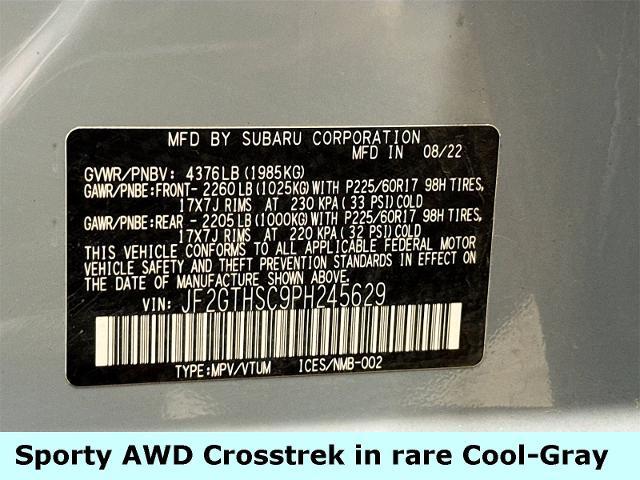 MFD BY SUBARU CORPORATION
MFD IN 08/22
GVWR/PNBV: 4376LB(1985KG)
GAWR/PNBE:FRONT- 2260LB(1025KG)WITH P225/60R17 98H TIRES,
17X7J RIMS AT 230 KPA(33 PSI)COLD
GAWR/PNBE:REAR - 2205LB(1000KG)WITH P225/60R17 98H TIRES,
17X7J RIMS AT 220 KPA(32 PSI)COLD
THIS VEHICLE CONFORMS TO ALL APPLICABLE FEDERAL MOTOR
VEHICLE SAFETY AND THEFT PREVENTION STANDARDS IN EFFECT ON
THE DATE OF MANUFACTURE SHOWN ABOVE.
VIN: JF2GTHSC9PH245629
TYPE:MPV/VTUM ICES/NMB-002
Sporty AWD Crosstrek in rare Cool-Gray